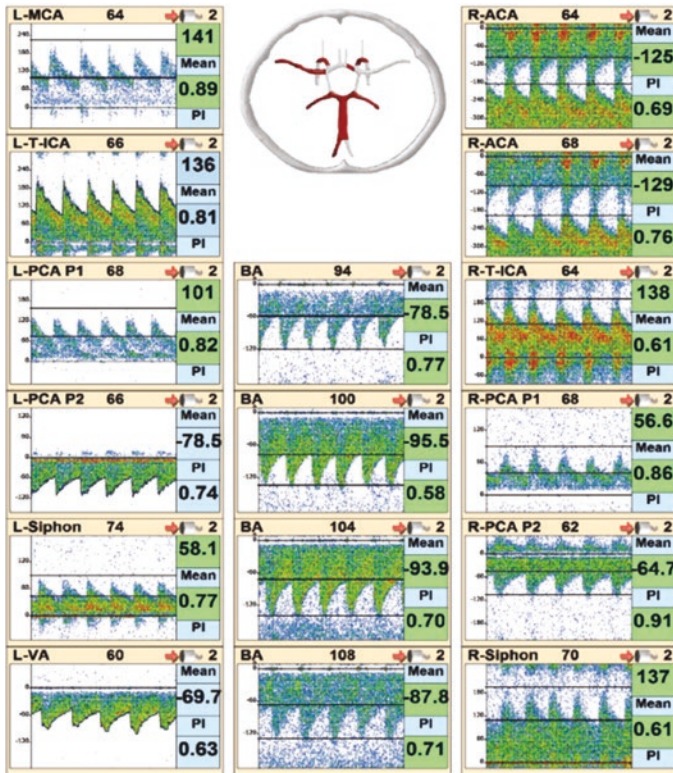 L-MCA 64 2
141
Mean
0.89
PI
L-T-ICA 66 2
136
Mean
0.81
PI
L-PCA P1 68 2
101
Mean
0.82
PI
L-PCA P2 66 2
Mean
-78.5
PI
0.74
L-Siphon 74 2
58.1
Mean
0.77
PI
L-VA 60 2
Mean
-69.7
PI
0.63
BA 94 2
Mean
-78.5
PI
0.77
BA 100 2
Mean
-95.5
PI
0.58
BA 104 2
Mean
-93.9
PI
0.70
BA 108 2
Mean
-87.8
PI
0.71
R-ACA 64 2
Mean
-125
PI
0.69
R-ACA 68 2
Mean
-129
PI
0.76
R-T-ICA 64 2
138
Mean
0.61
PI
R-PCA P1 68 2
56.6
Mean
0.86
PI
R-PCA P2 62 2
Mean
-64.7
PI
0.91
R-Siphon 70 2
137
Mean
0.61
PI